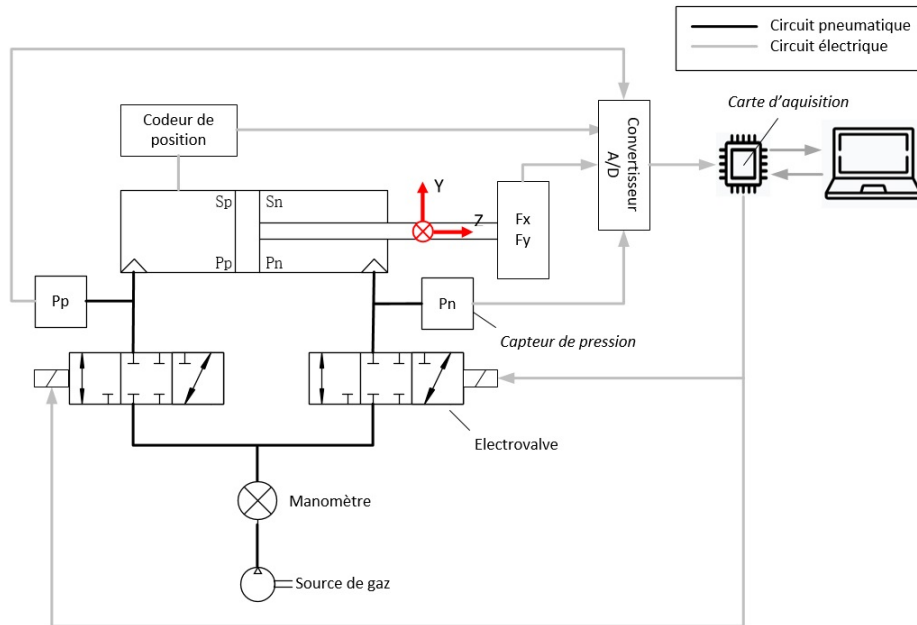 Circuit pneumatique
Circuit électrique
Carte d'aquisition
Codeur de
position
Convertisseur
A/D
Sp
Sn
Y
Z
Fx
Fy
Pp
Pn
Pp
Pn
Capteur de pression
Electrovalve
Manomètre
Source de gaz